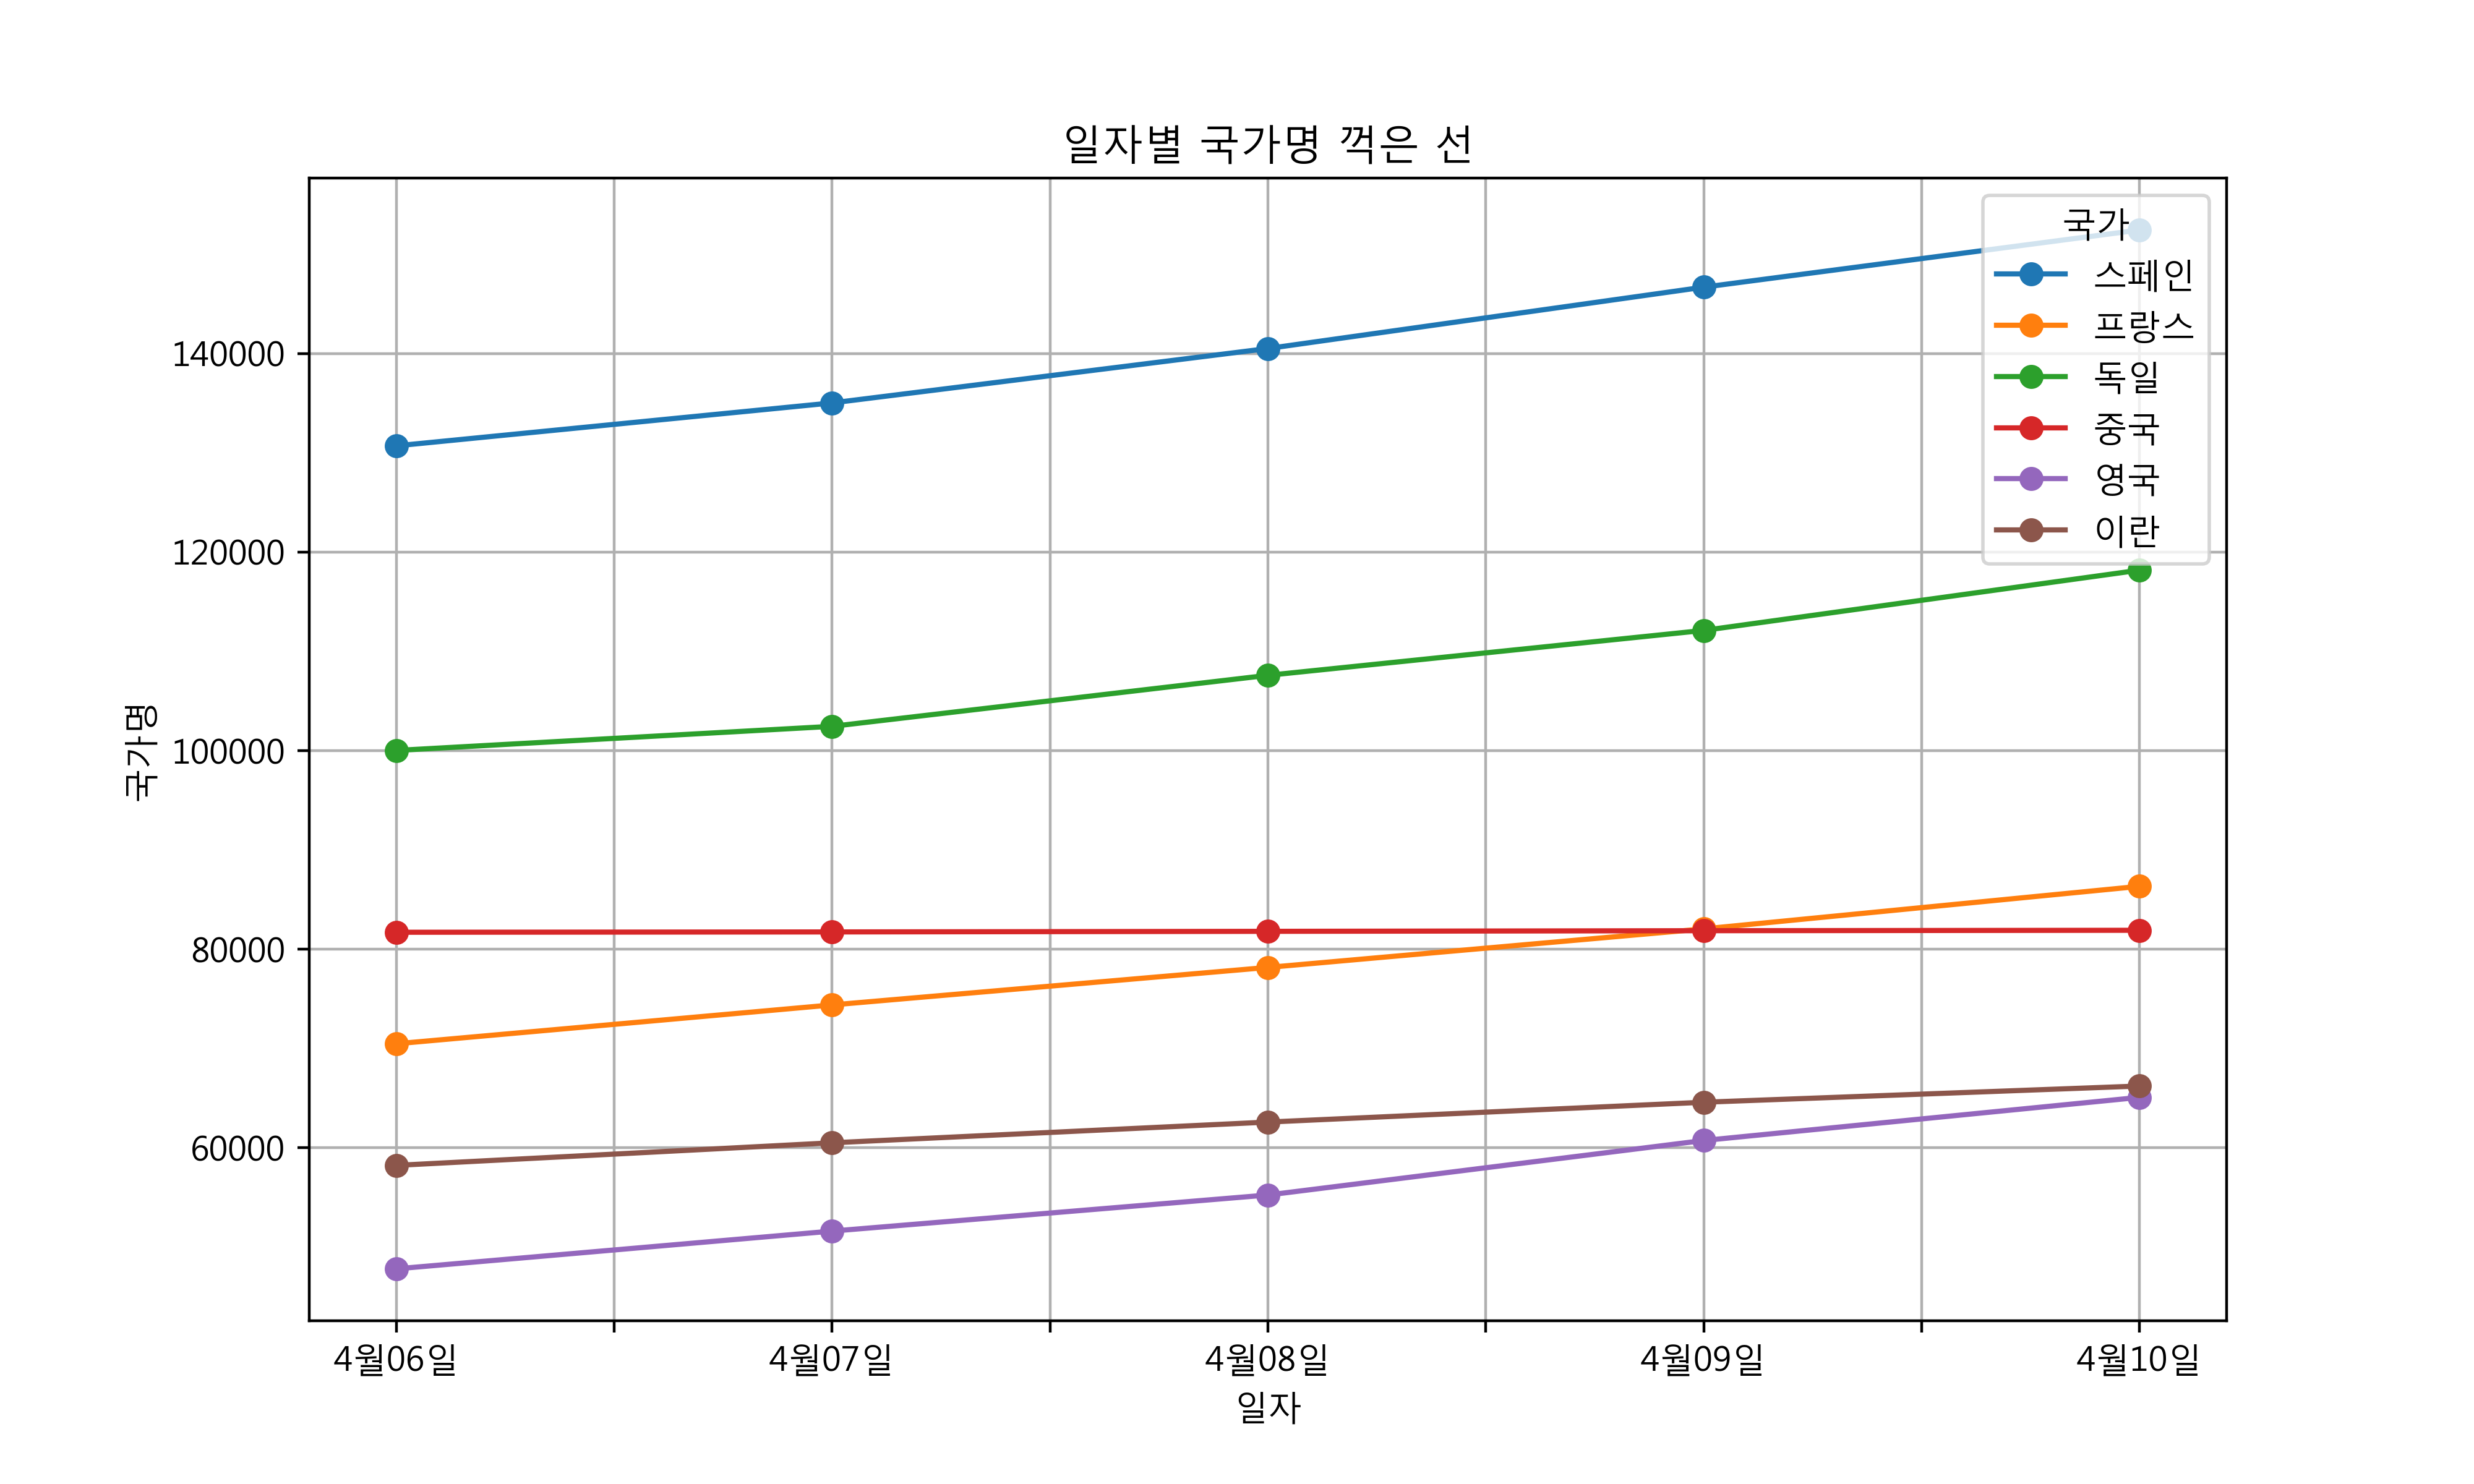 일자별 국가명 꺽은 선
국가
스페인
프랑스
독일
중국
영국
이란
국가명
140000
120000
100000
80000
60000
4월06일 4월07일 4월08일 4월09일 4월10일
일자